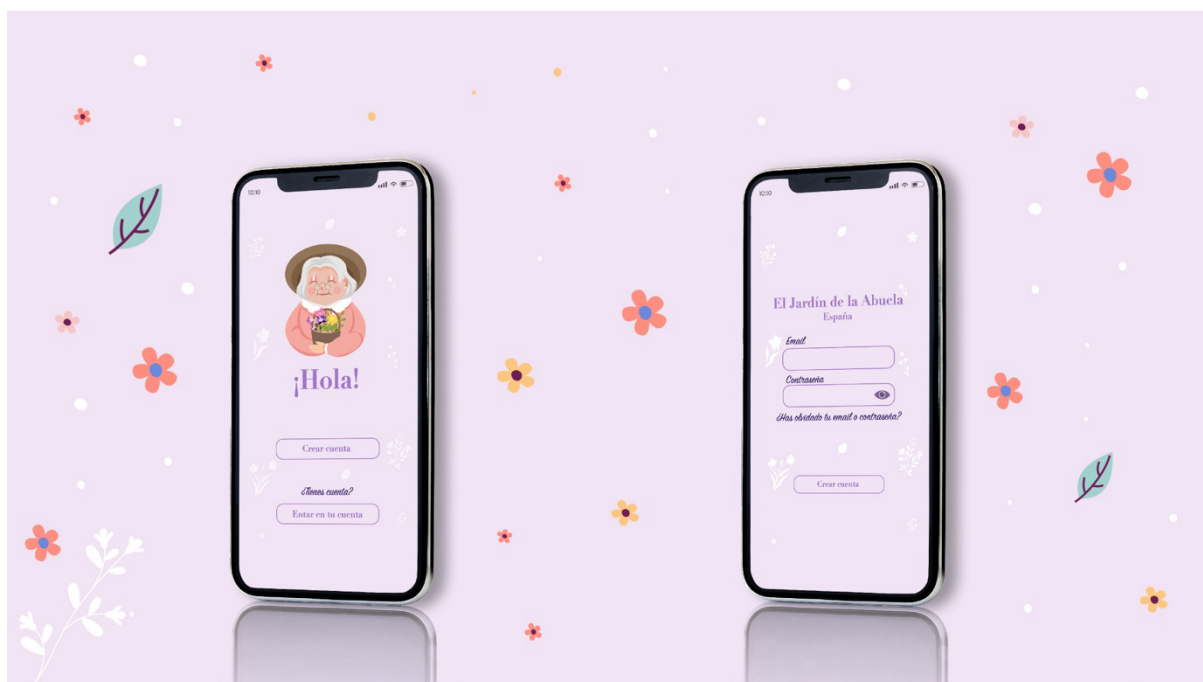 10:10
¡Hola!
Crear cuenta
¿Tienes cuenta?
Entar en tu cuenta
10:10
El Jardín de la Abuela
España
Email
Contraseña
¿Has olvidado tu email o contraseña?
Crear cuenta